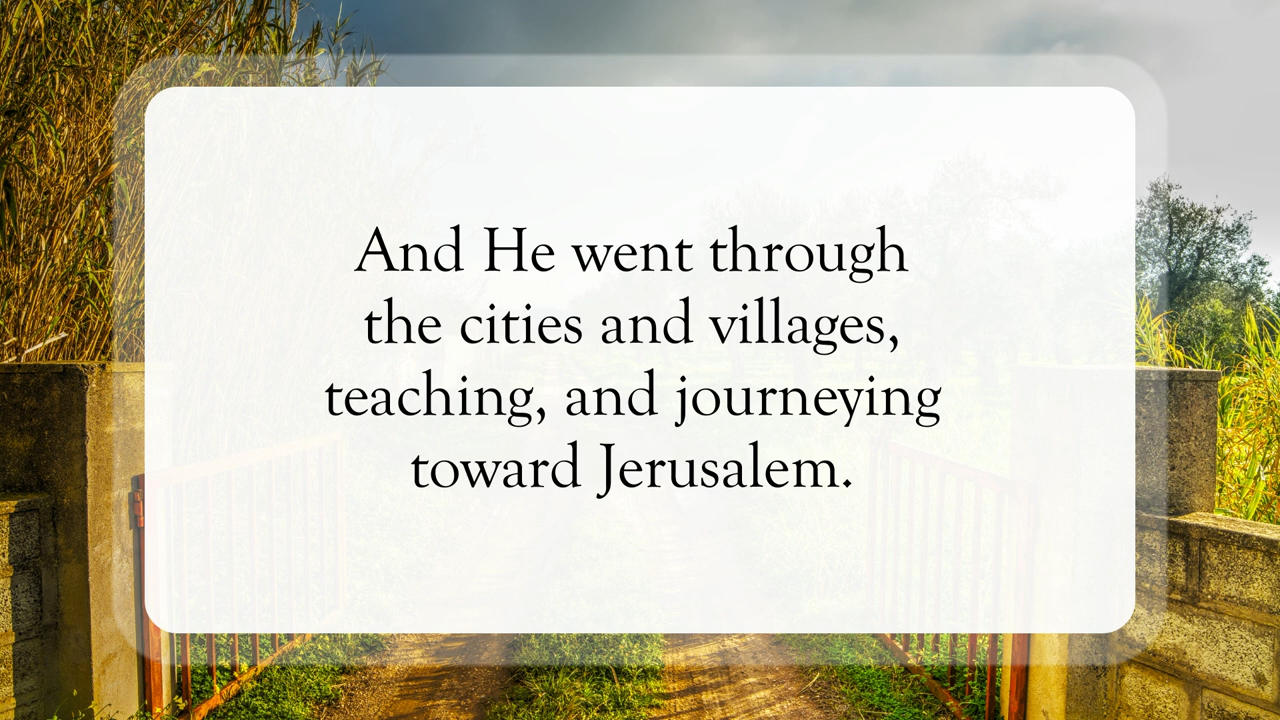 And He went through
the cities and villages,
teaching, and journeying
toward Jerusalem.